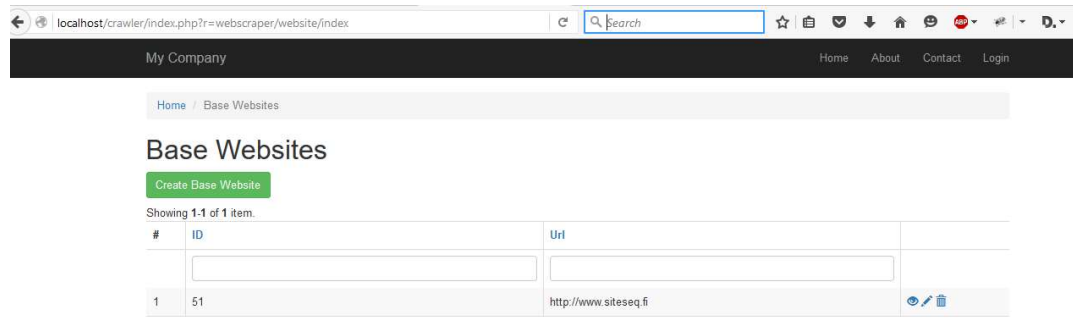 localhost/crawler/index.php?r=webscraper/website/index Search ABP D.
My Company Home About Contact Login
Home / Base Websites
Base Websites
Create Base Website
Showing 1-1 of 1 item.
# ID Url
1 51 http://www.siteseq.fi